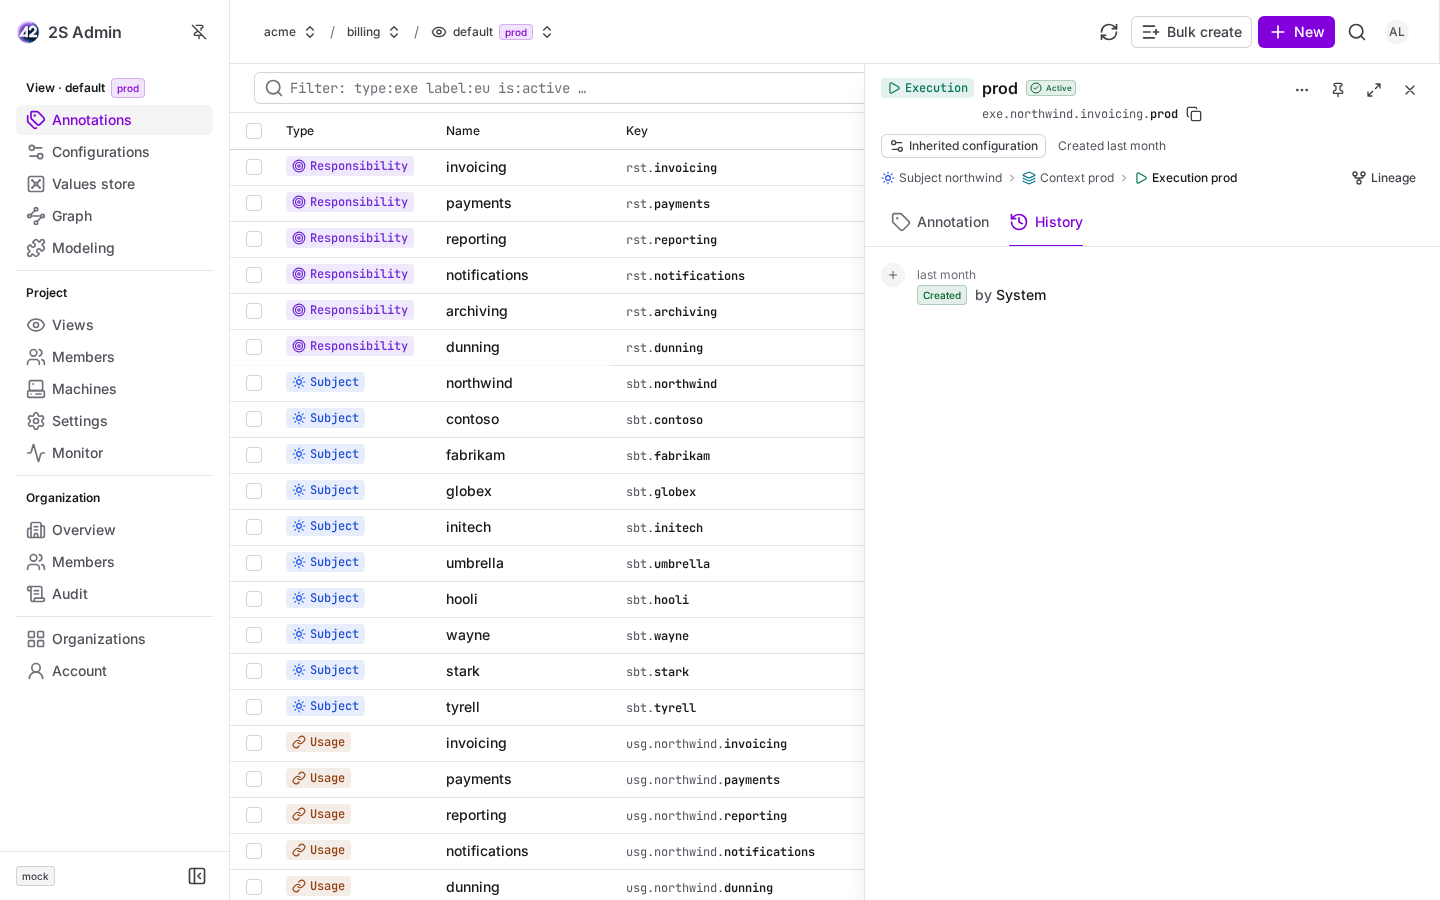 2S Admin
View · default prod
Annotations
Configurations
Values store
Graph
Modeling
Project
Views
Members
Machines
Settings
Monitor
Organization
Overview
Members
Audit
Organizations
Account
mock
acme / billing / default prod
Bulk create
New
AL
Filter: type:exe label:eu is:active …
Type Name Key
Responsibility invoicing rst.invoicing
Responsibility payments rst.payments
Responsibility reporting rst.reporting
Responsibility notifications rst.notifications
Responsibility archiving rst.archiving
Responsibility dunning rst.dunning
Subject northwind sbt.northwind
Subject contoso sbt.contoso
Subject fabrikam sbt.fabrikam
Subject globex sbt.globex
Subject initech sbt.initech
Subject umbrella sbt.umbrella
Subject hooli sbt.hooli
Subject wayne sbt.wayne
Subject stark sbt.stark
Subject tyrell sbt.tyrell
Usage invoicing usg.northwind.invoicing
Usage payments usg.northwind.payments
Usage reporting usg.northwind.reporting
Usage notifications usg.northwind.notifications
Usage dunning usg.northwind.dunning
Execution prod Active
exe.northwind.invoicing.prod
Inherited configuration Created last month
Subject northwind Context prod Execution prod Lineage
Annotation History
last month
Created by System